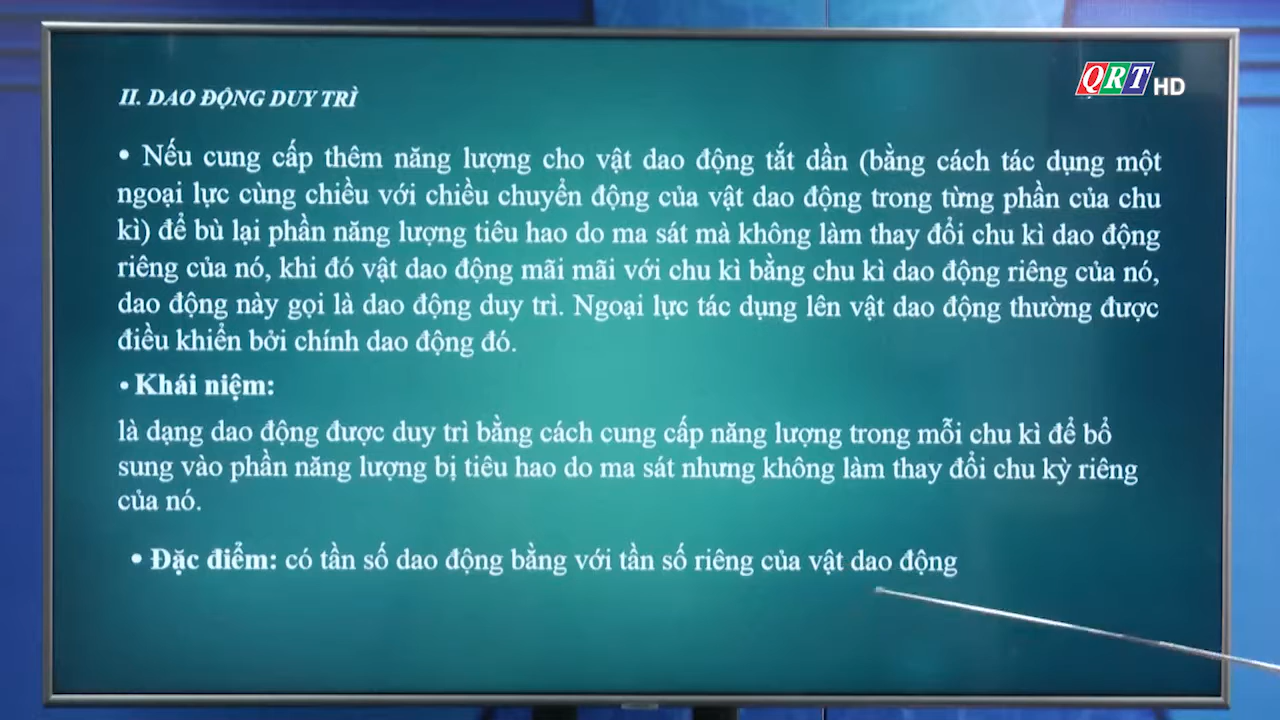 QRT HD
II. DAO ĐỘNG DUY TRÌ
• Nếu cung cấp thêm năng lượng cho vật dao động tắt dần (bằng cách tác dụng một
ngoại lực cùng chiều với chiều chuyển động của vật dao động trong từng phần của chu
kì) để bù lại phần năng lượng tiêu hao do ma sát mà không làm thay đổi chu kì dao động
riêng của nó, khi đó vật dao động mãi mãi với chu kì bằng chu kì dao động riêng của nó,
dao động này gọi là dao động duy trì. Ngoại lực tác dụng lên vật dao động thường được
điều khiển bởi chính dao động đó.
• Khái niệm:
là dạng dao động được duy trì bằng cách cung cấp năng lượng trong mỗi chu kì để bổ
sung vào phần năng lượng bị tiêu hao do ma sát nhưng không làm thay đổi chu kỳ riêng
của nó.
• Đặc điểm: có tần số dao động bằng với tần số riêng của vật dao động